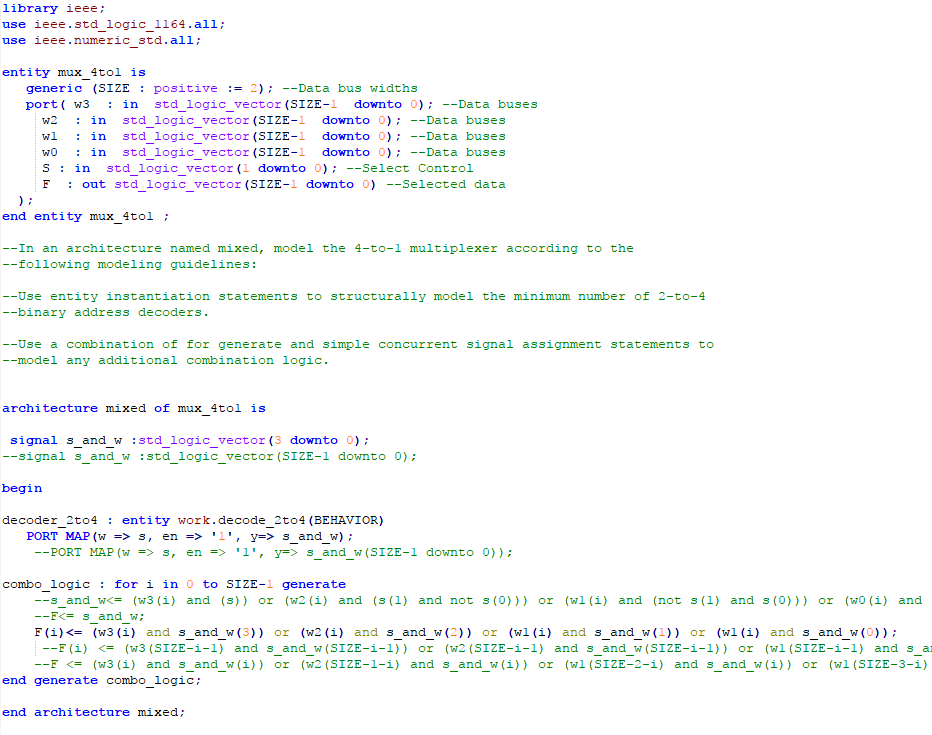 library ieee;
use ieee.std_logic_1164.all;
use ieee.numeric_std.all;

entity mux_4to1 is
   generic (SIZE : positive := 2); --Data bus widths
   port( w3  : in  std_logic_vector(SIZE-1  downto 0); --Data buses
     w2  : in  std_logic_vector(SIZE-1  downto 0); --Data buses
     w1  : in  std_logic_vector(SIZE-1  downto 0); --Data buses
     w0  : in  std_logic_vector(SIZE-1  downto 0); --Data buses
     S : in  std_logic_vector(1 downto 0); --Select Control
     F  : out std_logic_vector(SIZE-1 downto 0) --Selected data
  );
end entity mux_4to1 ;

--In an architecture named mixed, model the 4-to-1 multiplexer according to the
--following modeling guidelines:

--Use entity instantiation statements to structurally model the minimum number of 2-to-4
--binary address decoders.

--Use a combination of for generate and simple concurrent signal assignment statements to
--model any additional combination logic.

architecture mixed of mux_4to1 is

 signal s_and_w :std_logic_vector(3 downto 0);
--signal s_and_w :std_logic_vector(SIZE-1 downto 0);

begin

decoder_2to4 : entity work.decode_2to4(BEHAVIOR)
   PORT MAP(w => s, en => '1', y=> s_and_w);
    --PORT MAP(w => s, en => '1', y=> s_and_w(SIZE-1 downto 0));

combo_logic : for i in 0 to SIZE-1 generate
    --s_and_w<= (w3(i) and (s)) or (w2(i) and (s(1) and not s(0))) or (w1(i) and (not s(1) and s(0))) or (w0(i) and
    --F<= s_and_w;
    F(i)<= (w3(i) and s_and_w(3)) or (w2(i) and s_and_w(2)) or (w1(i) and s_and_w(1)) or (w1(i) and s_and_w(0));
     --F(i) <= (w3(SIZE-i-1) and s_and_w(SIZE-i-1)) or (w2(SIZE-i-1) and s_and_w(SIZE-i-1)) or (w1(SIZE-i-1) and
    --F <= (w3(i) and s_and_w(i)) or (w2(SIZE-1-i) and s_and_w(i)) or (w1(SIZE-2-i) and s_and_w(i)) or (w1(SIZE-3-i)
end generate combo_logic;

end architecture mixed;